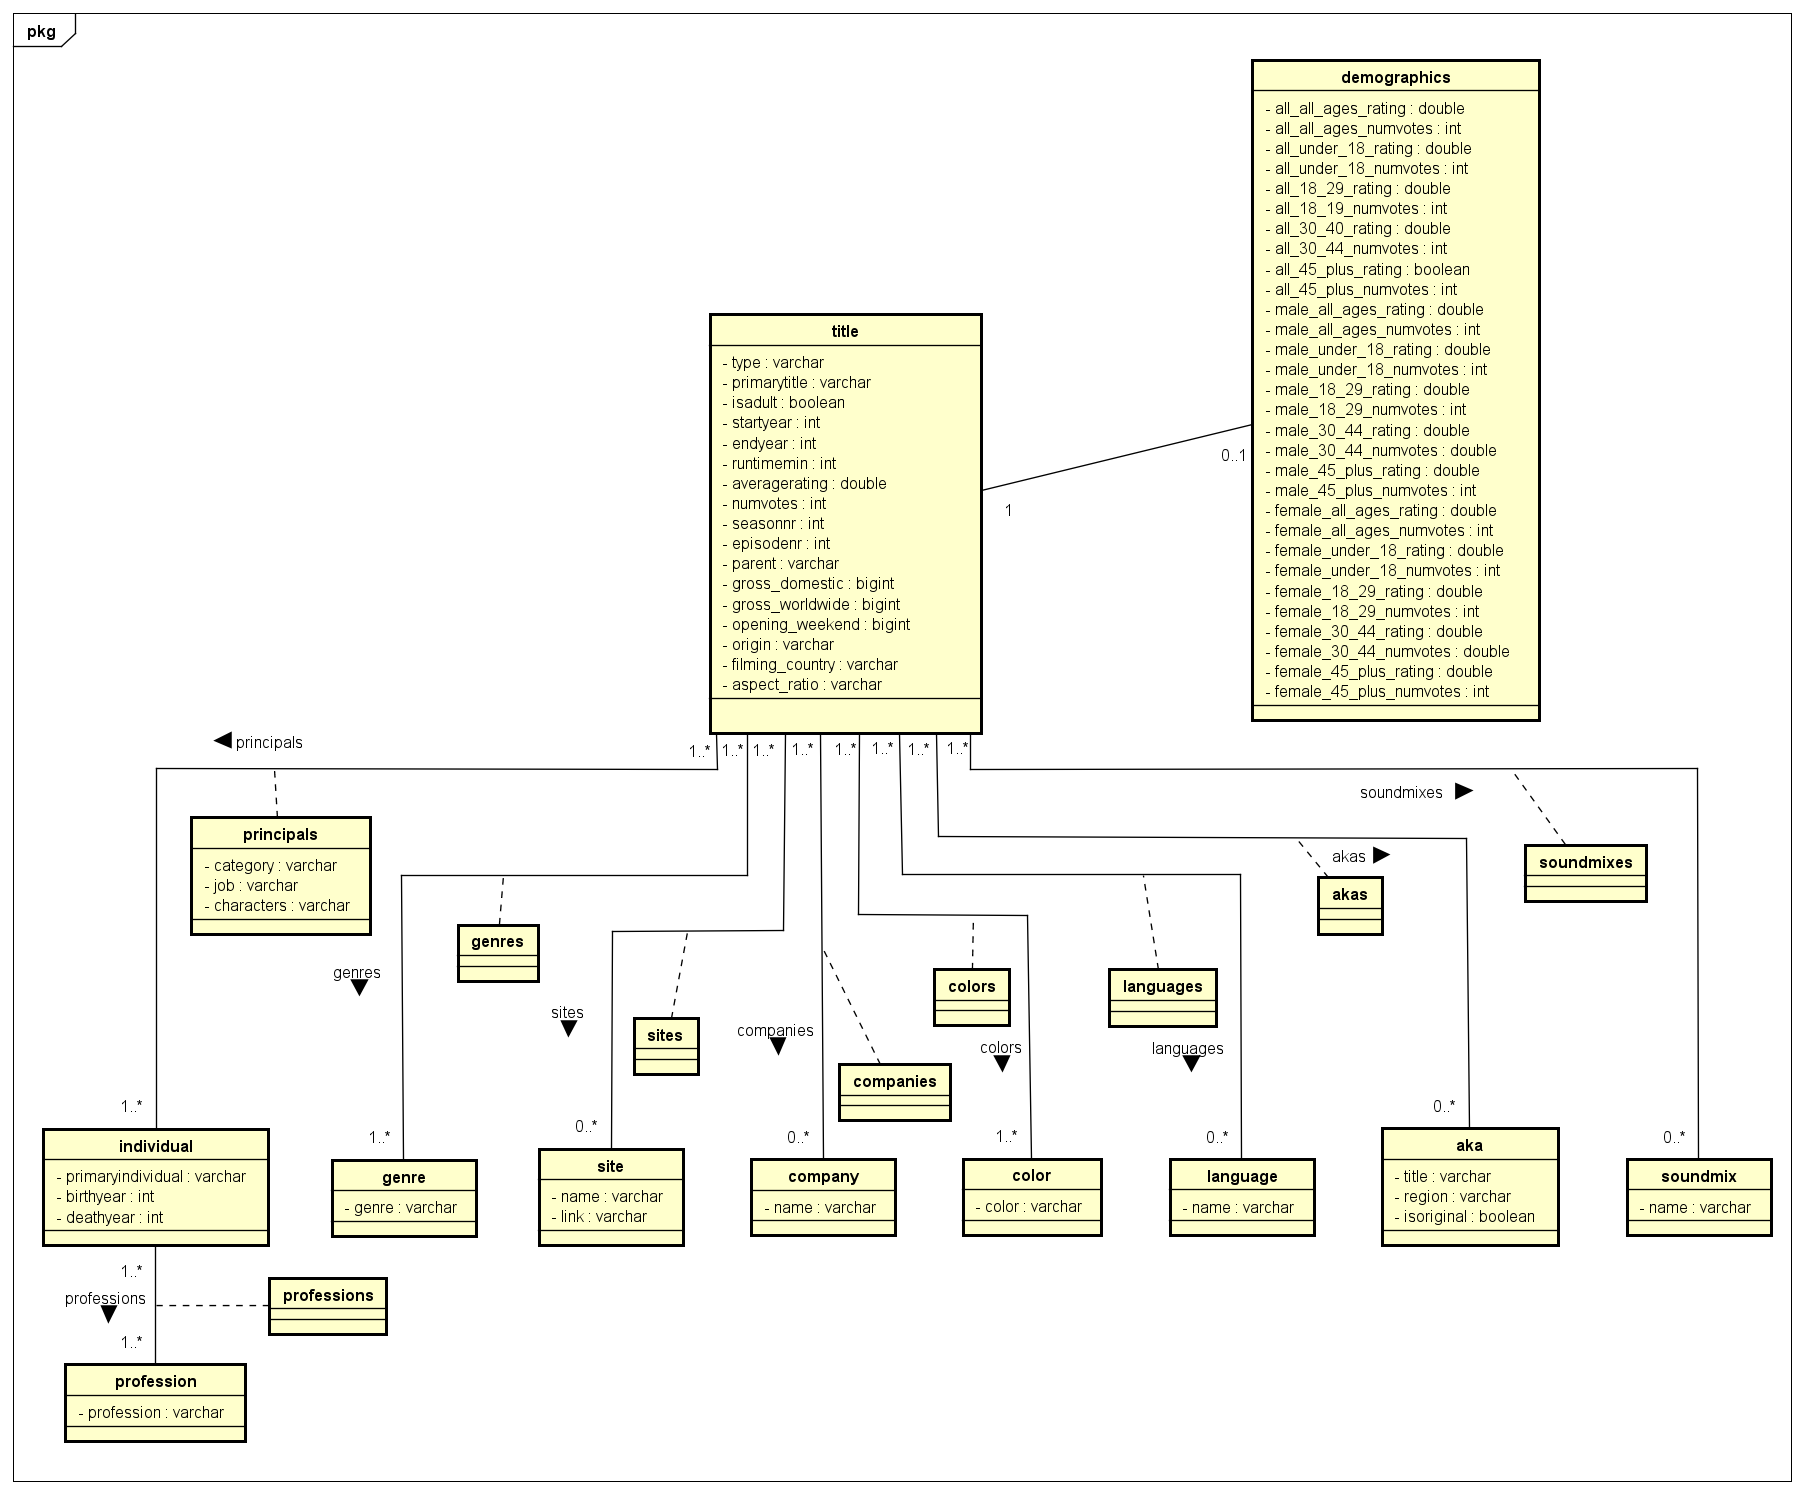 pkg
demographics
- all_all_ages_rating : double
- all_all_ages_numvotes : int
- all_under_18_rating : double
- all_under_18_numvotes : int
- all_18_29_rating : double
- all_18_19_numvotes : int
- all_30_40_rating : double
- all_30_44_numvotes : int
- all_45_plus_rating : boolean
- all_45_plus_numvotes : int
- male_all_ages_rating : double
- male_all_ages_numvotes : int
- male_under_18_rating : double
- male_under_18_numvotes : int
- male_18_29_rating : double
- male_18_29_numvotes : int
- male_30_44_rating : double
- male_30_44_numvotes : double
- male_45_plus_rating : double
- male_45_plus_numvotes : int
- female_all_ages_rating : double
- female_all_ages_numvotes : int
- female_under_18_rating : double
- female_under_18_numvotes : int
- female_18_29_rating : double
- female_18_29_numvotes : int
- female_30_44_rating : double
- female_30_44_numvotes : double
- female_45_plus_rating : double
- female_45_plus_numvotes : int
title
- type : varchar
- primarytitle : varchar
- isadult : boolean
- startyear : int
- endyear : int
- runtimemin : int
- averagerating : double
- numvotes : int
- seasonnr : int
- episodenr : int
- parent : varchar
- gross_domestic : bigint
- gross_worldwide : bigint
- opening_weekend : bigint
- origin : varchar
- filming_country : varchar
- aspect_ratio : varchar
0..1
1
principals
1..* 1..* 1..* 1..* 1..* 1..* 1..* 1..*
soundmixes
principals
- category : varchar
- job : varchar
- characters : varchar
akas
soundmixes
akas
genres
genres
sites
sites
companies
companies
colors
colors
languages
languages
1..*
1..*
0..*
0..*
1..*
0..*
0..*
0..*
individual
- primaryindividual : varchar
- birthyear : int
- deathyear : int
genre
- genre : varchar
site
- name : varchar
- link : varchar
company
- name : varchar
color
- color : varchar
language
- name : varchar
aka
- title : varchar
- region : varchar
- isoriginal : boolean
soundmix
- name : varchar
1..*
professions
professions
1..*
profession
- profession : varchar